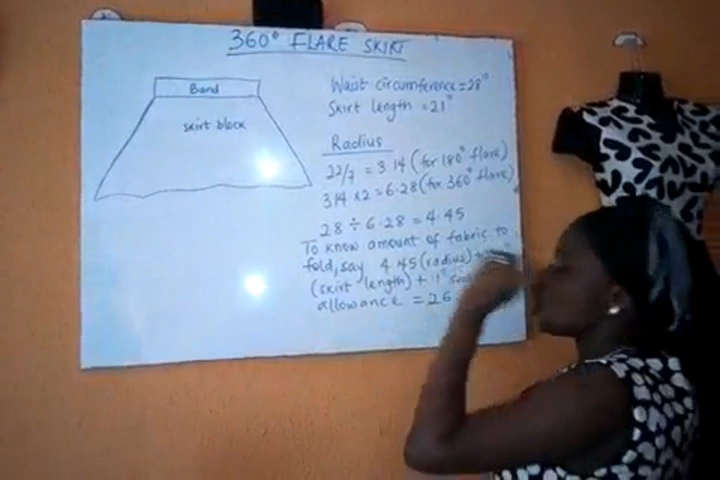 360° FLARE SKIRT
Band
skirt block
Waist circumference = 28"
Skirt length = 21"
Radius
22/7 = 3.14 (for 180° flare)
3.14 x 2 = 6.28 (for 360° flare)
28 ÷ 6.28 = 4.45
To know amount of fabric to
fold, say 4.45 (radius) +
(skirt length) + 1"
allowance = 26